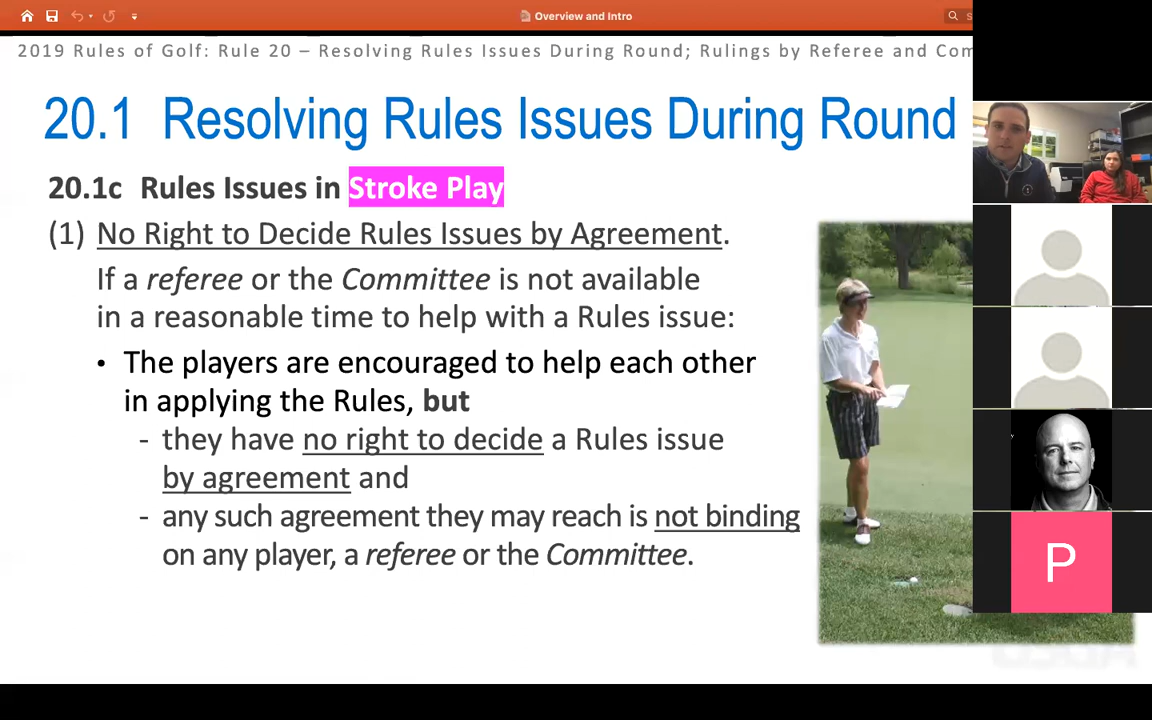 Overview and Intro
S
2019 Rules of Golf: Rule 20 – Resolving Rules Issues During Round; Rulings by Referee and Com
20.1 Resolving Rules Issues During Round
20.1c Rules Issues in Stroke Play
(1) No Right to Decide Rules Issues by Agreement.
If a referee or the Committee is not available
in a reasonable time to help with a Rules issue:
• The players are encouraged to help each other
in applying the Rules, but
- they have no right to decide a Rules issue
by agreement and
- any such agreement they may reach is not binding
on any player, a referee or the Committee.
P